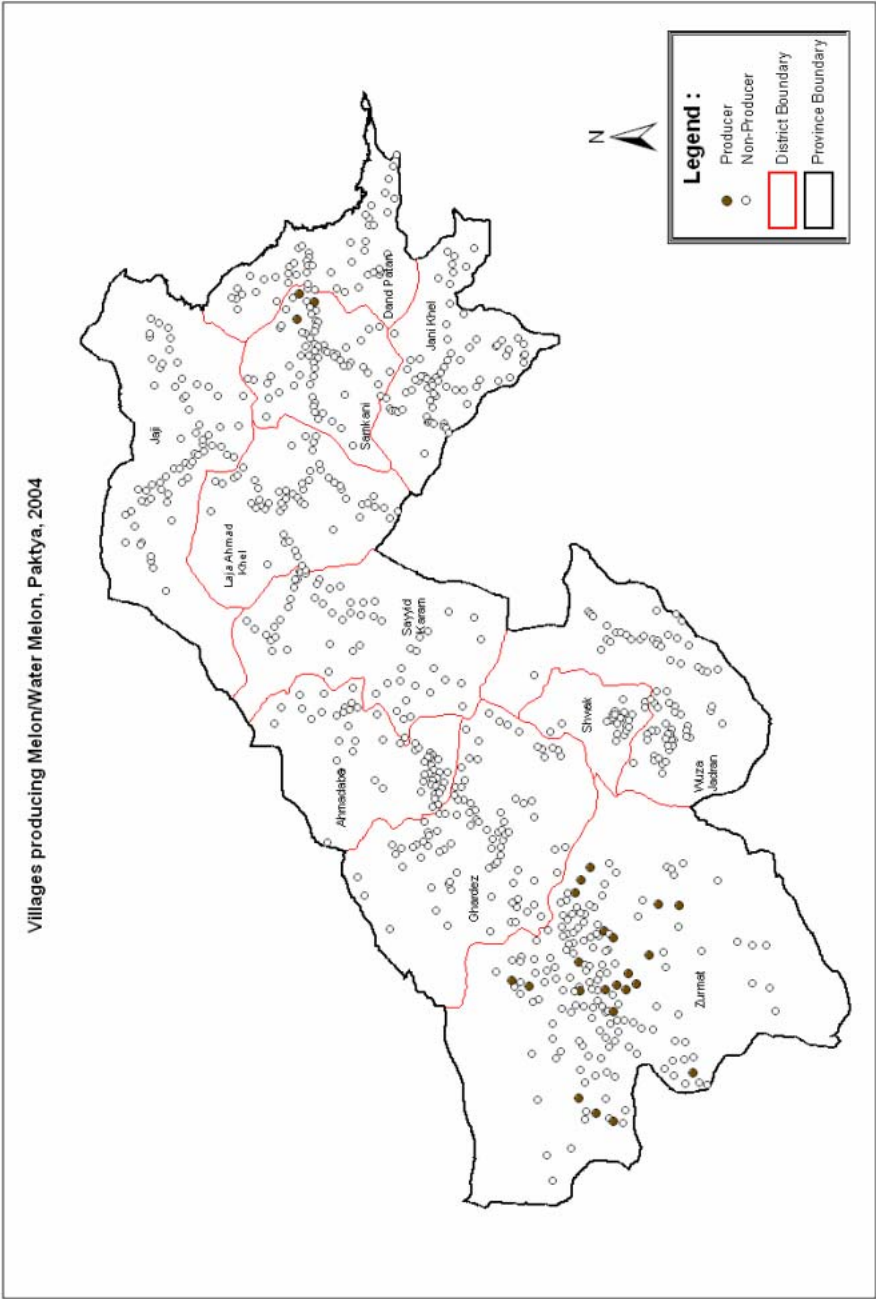 Villages producing Melon/Water Melon, Paktya, 2004
Jaji
Laja Ahmad
Khel
Samkani
Dand Patan
Jani Khel
Sayyid
Karam
Ahmadaba
Ghardez
Shwak
Wuza
Jadran
Zurmat
N
Legend :
Producer
Non-Producer
District Boundary
Province Boundary